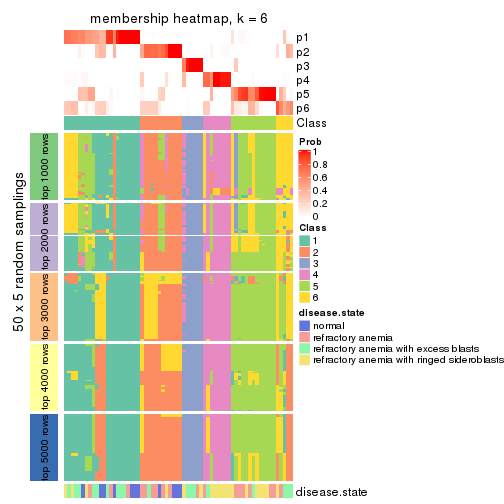 membership heatmap, k = 6
p1
p2
p3
p4
p5
p6
Class
50 x 5 random samplings
top 1000 rows
top 2000 rows
top 3000 rows
top 4000 rows
top 5000 rows
Prob
1
0.8
0.6
0.4
0.2
0
Class
1
2
3
4
5
6
disease.state
normal
refractory anemia
refractory anemia with excess blasts
refractory anemia with ringed sideroblasts
disease.state